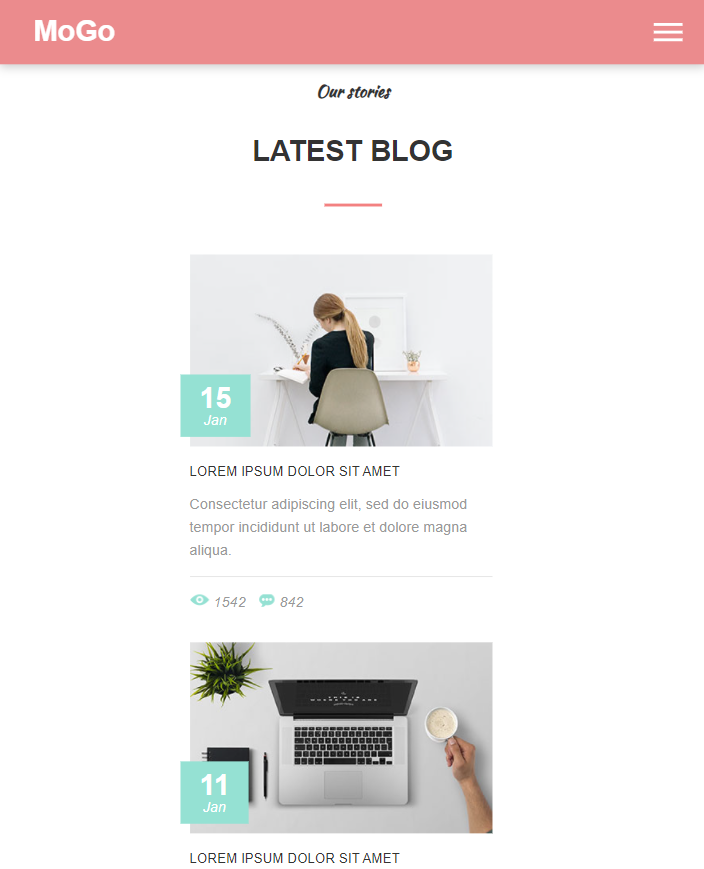 MoGo
Our stories
LATEST BLOG
15
Jan
LOREM IPSUM DOLOR SIT AMET
Consectetur adipiscing elit, sed do eiusmod
tempor incididunt ut labore et dolore magna
aliqua.
1542 842
11
Jan
LOREM IPSUM DOLOR SIT AMET